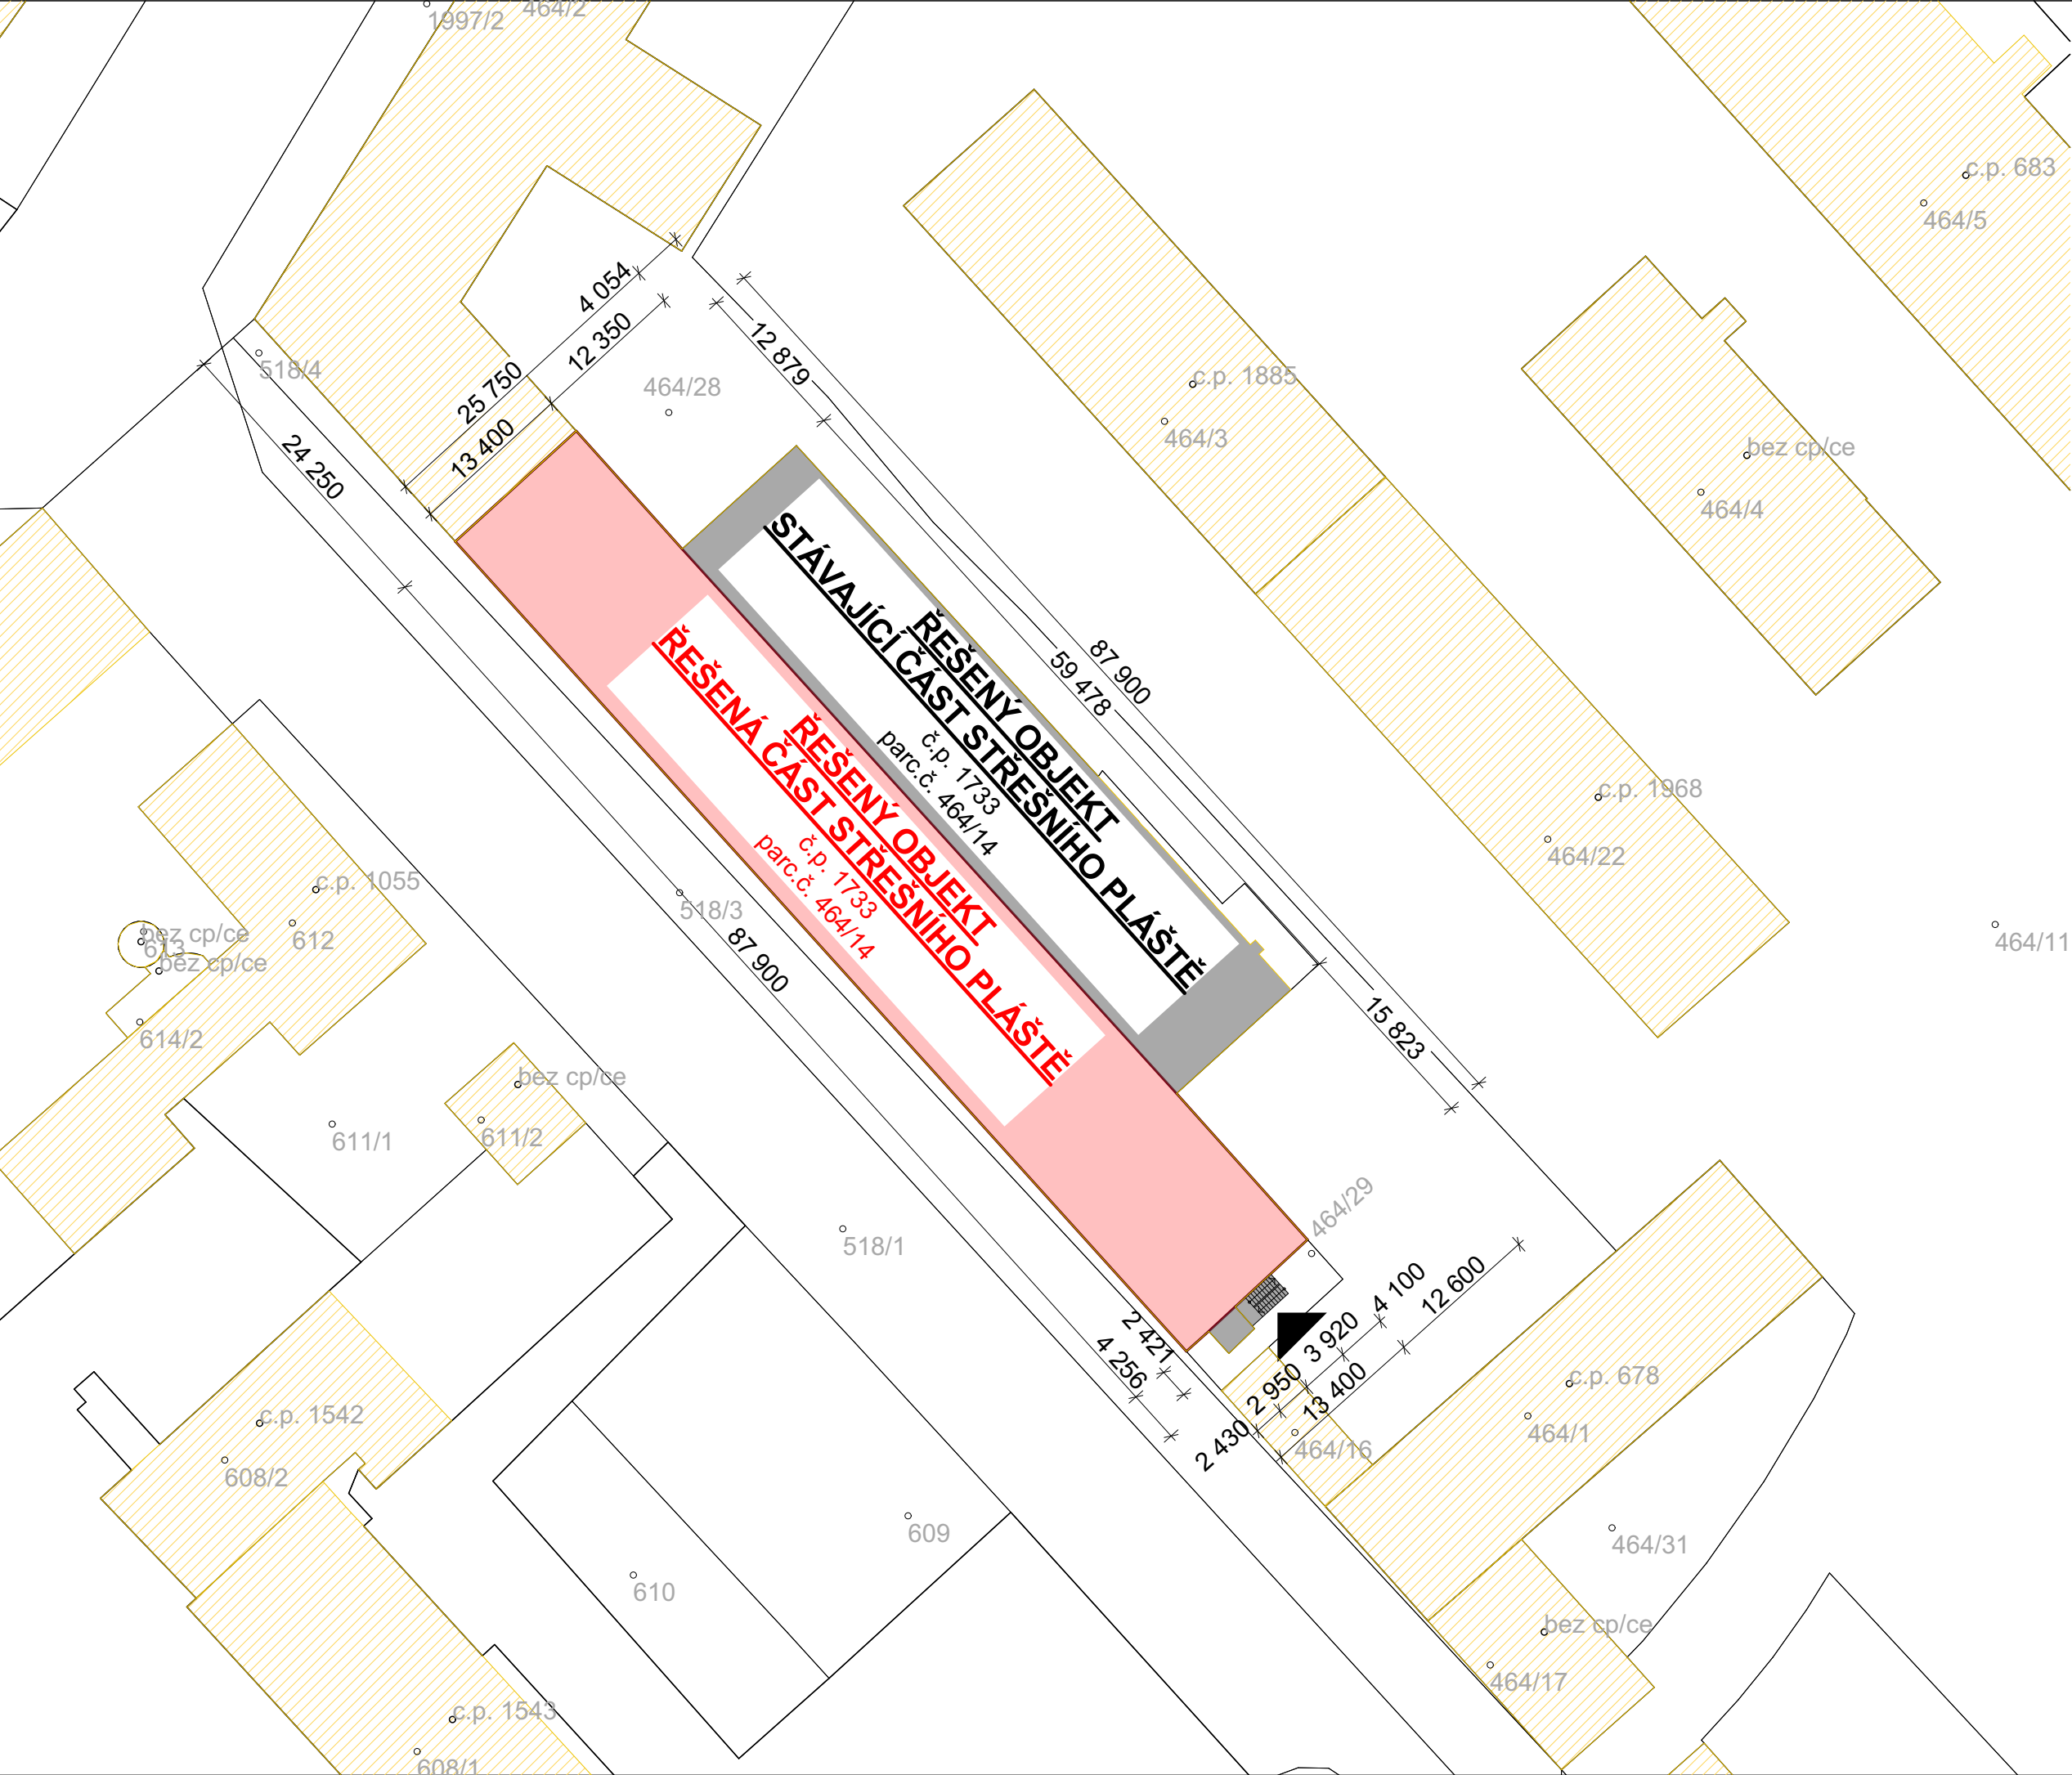 464/2
1997/2
c.p. 683
464/5
4 054
12 350
12 879
518/4
25 750
464/28
c.p. 1885
464/3
bez cp/ce
464/4
24 250
13 400
STÁVAJÍCÍ ČÁST STŘEŠNÍHO PLÁŠTĚ
ŘEŠENÝ OBJEKT
č.p. 1733
parc.č. 464/14
87 900
59 478
ŘEŠENÁ ČÁST STŘEŠNÍHO PLÁŠTĚ
ŘEŠENÝ OBJEKT
č.p. 1733
parc.č. 464/14
c.p. 1968
464/22
c.p. 1055
612
518/3
87 900
bez cp/ce
613
bez cp/ce
464/11
614/2
15 823
bez cp/ce
611/1
611/2
464/29
518/1
4 100
12 600
2 421
3 920
4 256
2 950
13 400
2 430
464/16
c.p. 678
464/1
c.p. 1542
608/2
609
464/31
610
bez cp/ce
464/17
c.p. 1543
608/1